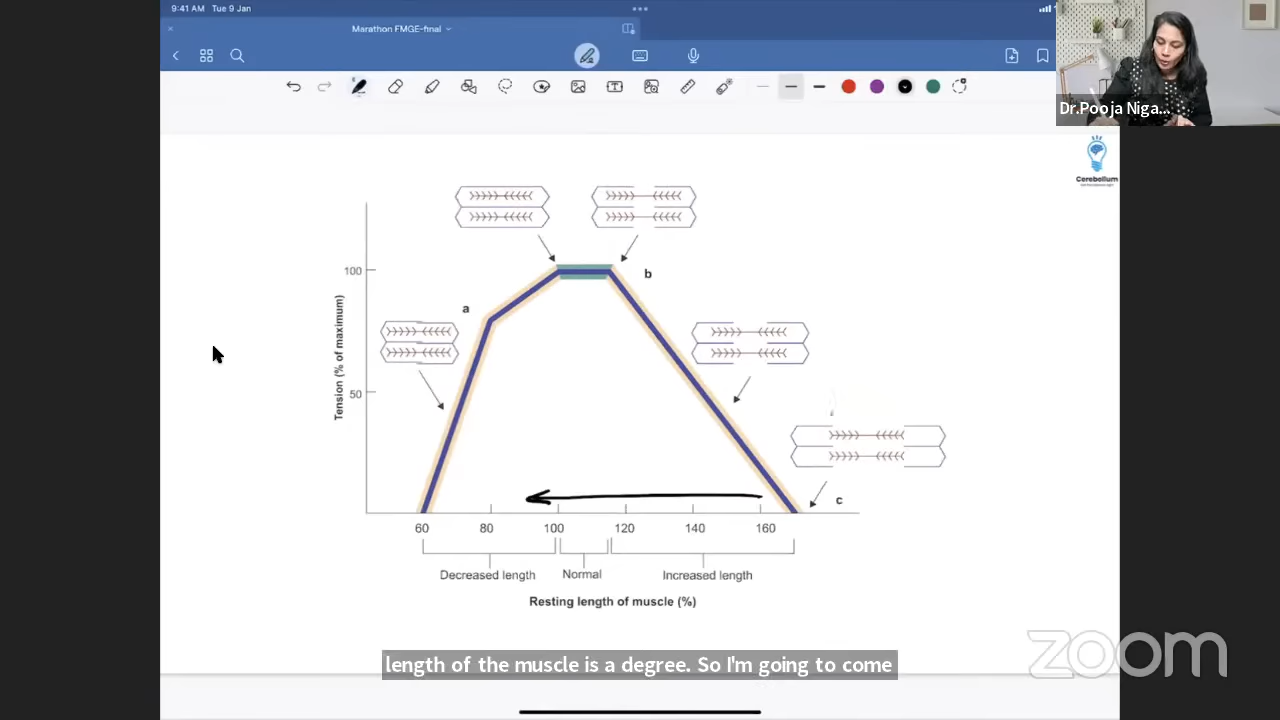 9:41 AM Tue 9 Jan
Marathon FMGE-final
Dr.Pooja Niga...
Cerebellum
100
b
a
Tension (% of maximum)
50
c
60 80 100 120 140 160
Decreased length Normal Increased length
Resting length of muscle (%)
zoom
length of the muscle is a degree. So I'm going to come